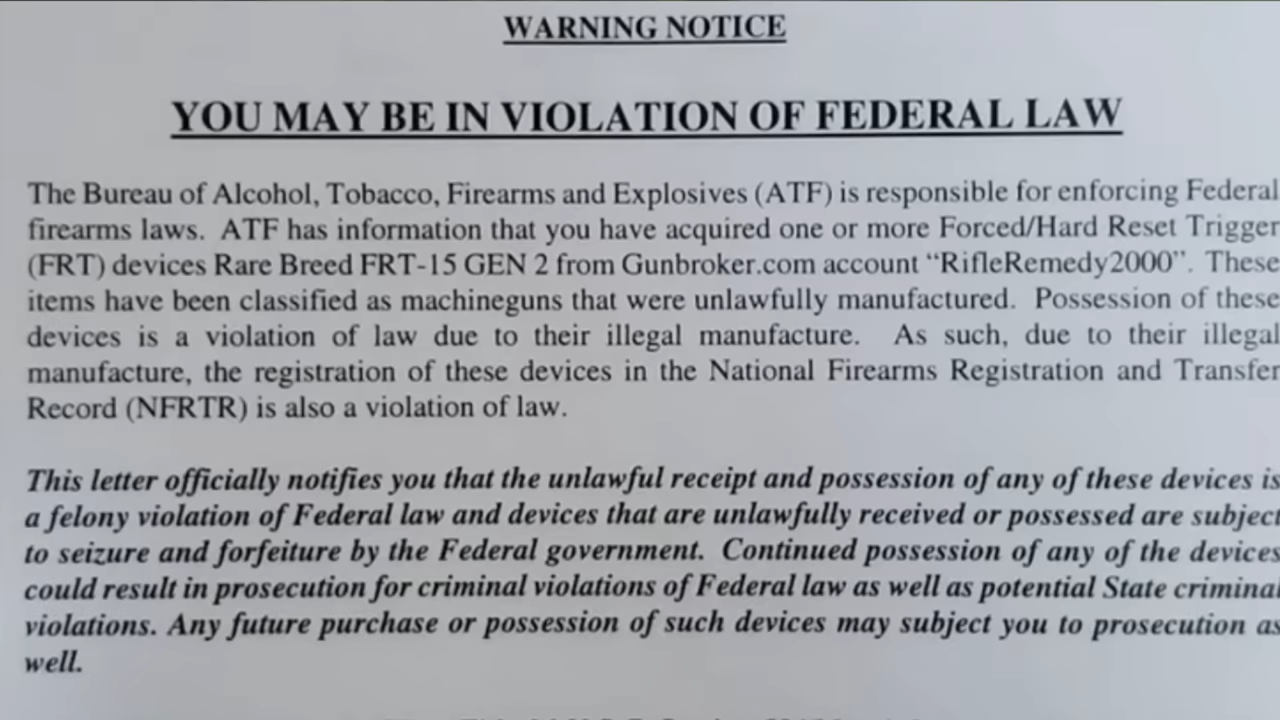 WARNING NOTICE
YOU MAY BE IN VIOLATION OF FEDERAL LAW
The Bureau of Alcohol, Tobacco, Firearms and Explosives (ATF) is responsible for enforcing Federal
firearms laws. ATF has information that you have acquired one or more Forced/Hard Reset Trigger
(FRT) devices Rare Breed FRT-15 GEN 2 from Gunbroker.com account “RifleRemedy2000”. These
items have been classified as machineguns that were unlawfully manufactured. Possession of these
devices is a violation of law due to their illegal manufacture. As such, due to their illegal
manufacture, the registration of these devices in the National Firearms Registration and Transfer
Record (NFRTR) is also a violation of law.
This letter officially notifies you that the unlawful receipt and possession of any of these devices is
a felony violation of Federal law and devices that are unlawfully received or possessed are subject
to seizure and forfeiture by the Federal government. Continued possession of any of the devices
could result in prosecution for criminal violations of Federal law as well as potential State criminal
violations. Any future purchase or possession of such devices may subject you to prosecution as
well.